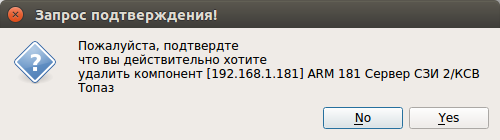 Запрос подтверждения!
Пожалуйста, подтвердте
что вы действительно хотите
удалить компонент [192.168.1.181] ARM 181 Сервер СЗИ 2/КСВ
Топаз
No
Yes